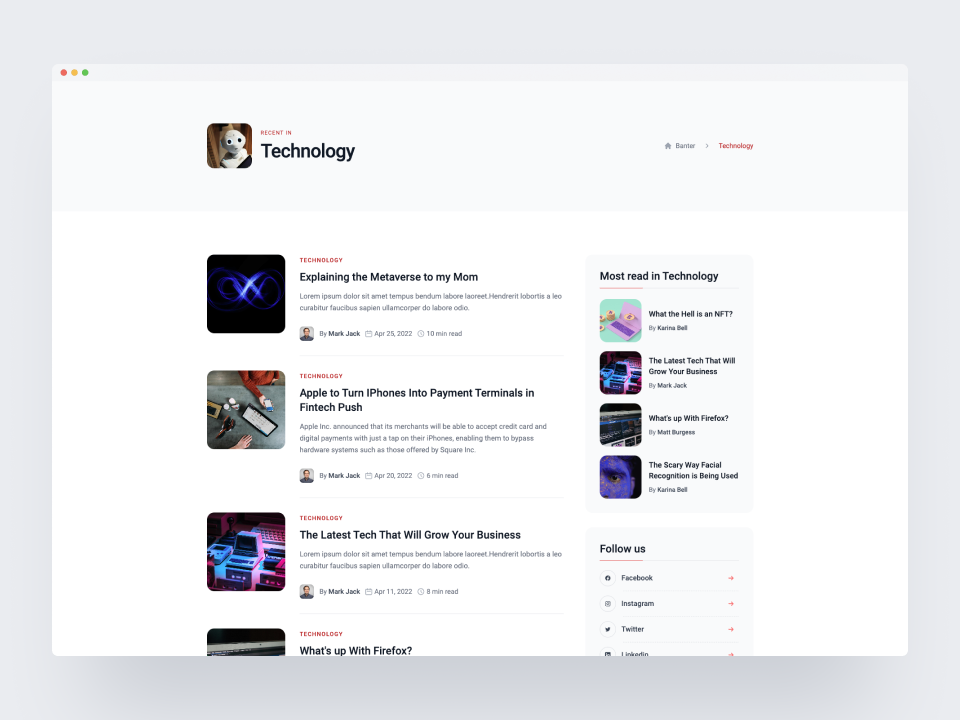 RECENT IN
Technology
Banter
Technology
TECHNOLOGY
Explaining the Metaverse to my Mom
Lorem ipsum dolor sit amet tempus bendum labore laoreet.Hendrerit lobortis a leo
curabitur faucibus sapien ullamcorper do labore odio.
By Mark Jack Apr 25, 2022 10 min read
TECHNOLOGY
Apple to Turn IPhones Into Payment Terminals in
Fintech Push
Apple Inc. announced that its merchants will be able to accept credit card and
digital payments with just a tap on their iPhones, enabling them to bypass
hardware systems such as those offered by Square Inc.
By Mark Jack Apr 20, 2022 6 min read
TECHNOLOGY
The Latest Tech That Will Grow Your Business
Lorem ipsum dolor sit amet tempus bendum labore laoreet.Hendrerit lobortis a leo
curabitur faucibus sapien ullamcorper do labore odio.
By Mark Jack Apr 11, 2022 8 min read
TECHNOLOGY
What's up With Firefox?
Most read in Technology
What the Hell is an NFT?
By Karina Bell
The Latest Tech That Will
Grow Your Business
By Mark Jack
What's up With Firefox?
By Matt Burgess
The Scary Way Facial
Recognition is Being Used
By Karina Bell
Follow us
Facebook
Instagram
Twitter
Linkedin